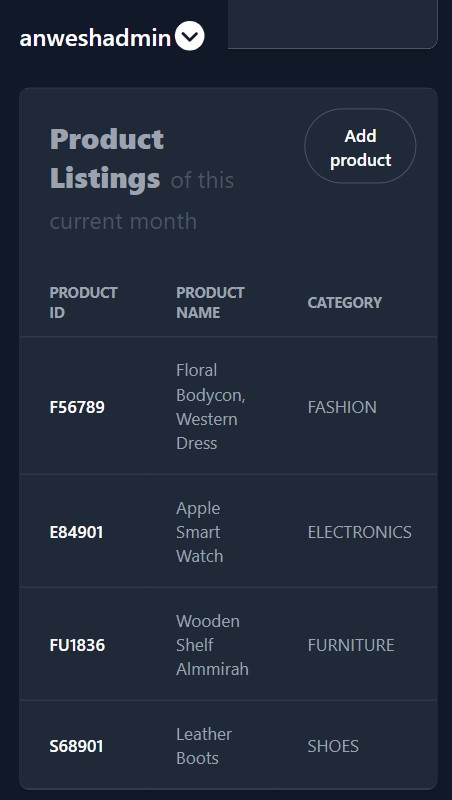 anweshadmin
Product
Listings of this
current month
Add
product
PRODUCT
ID
PRODUCT
NAME
CATEGORY
F56789
Floral
Bodycon,
Western
Dress
FASHION
E84901
Apple
Smart
Watch
ELECTRONICS
FU1836
Wooden
Shelf
Almmirah
FURNITURE
S68901
Leather
Boots
SHOES